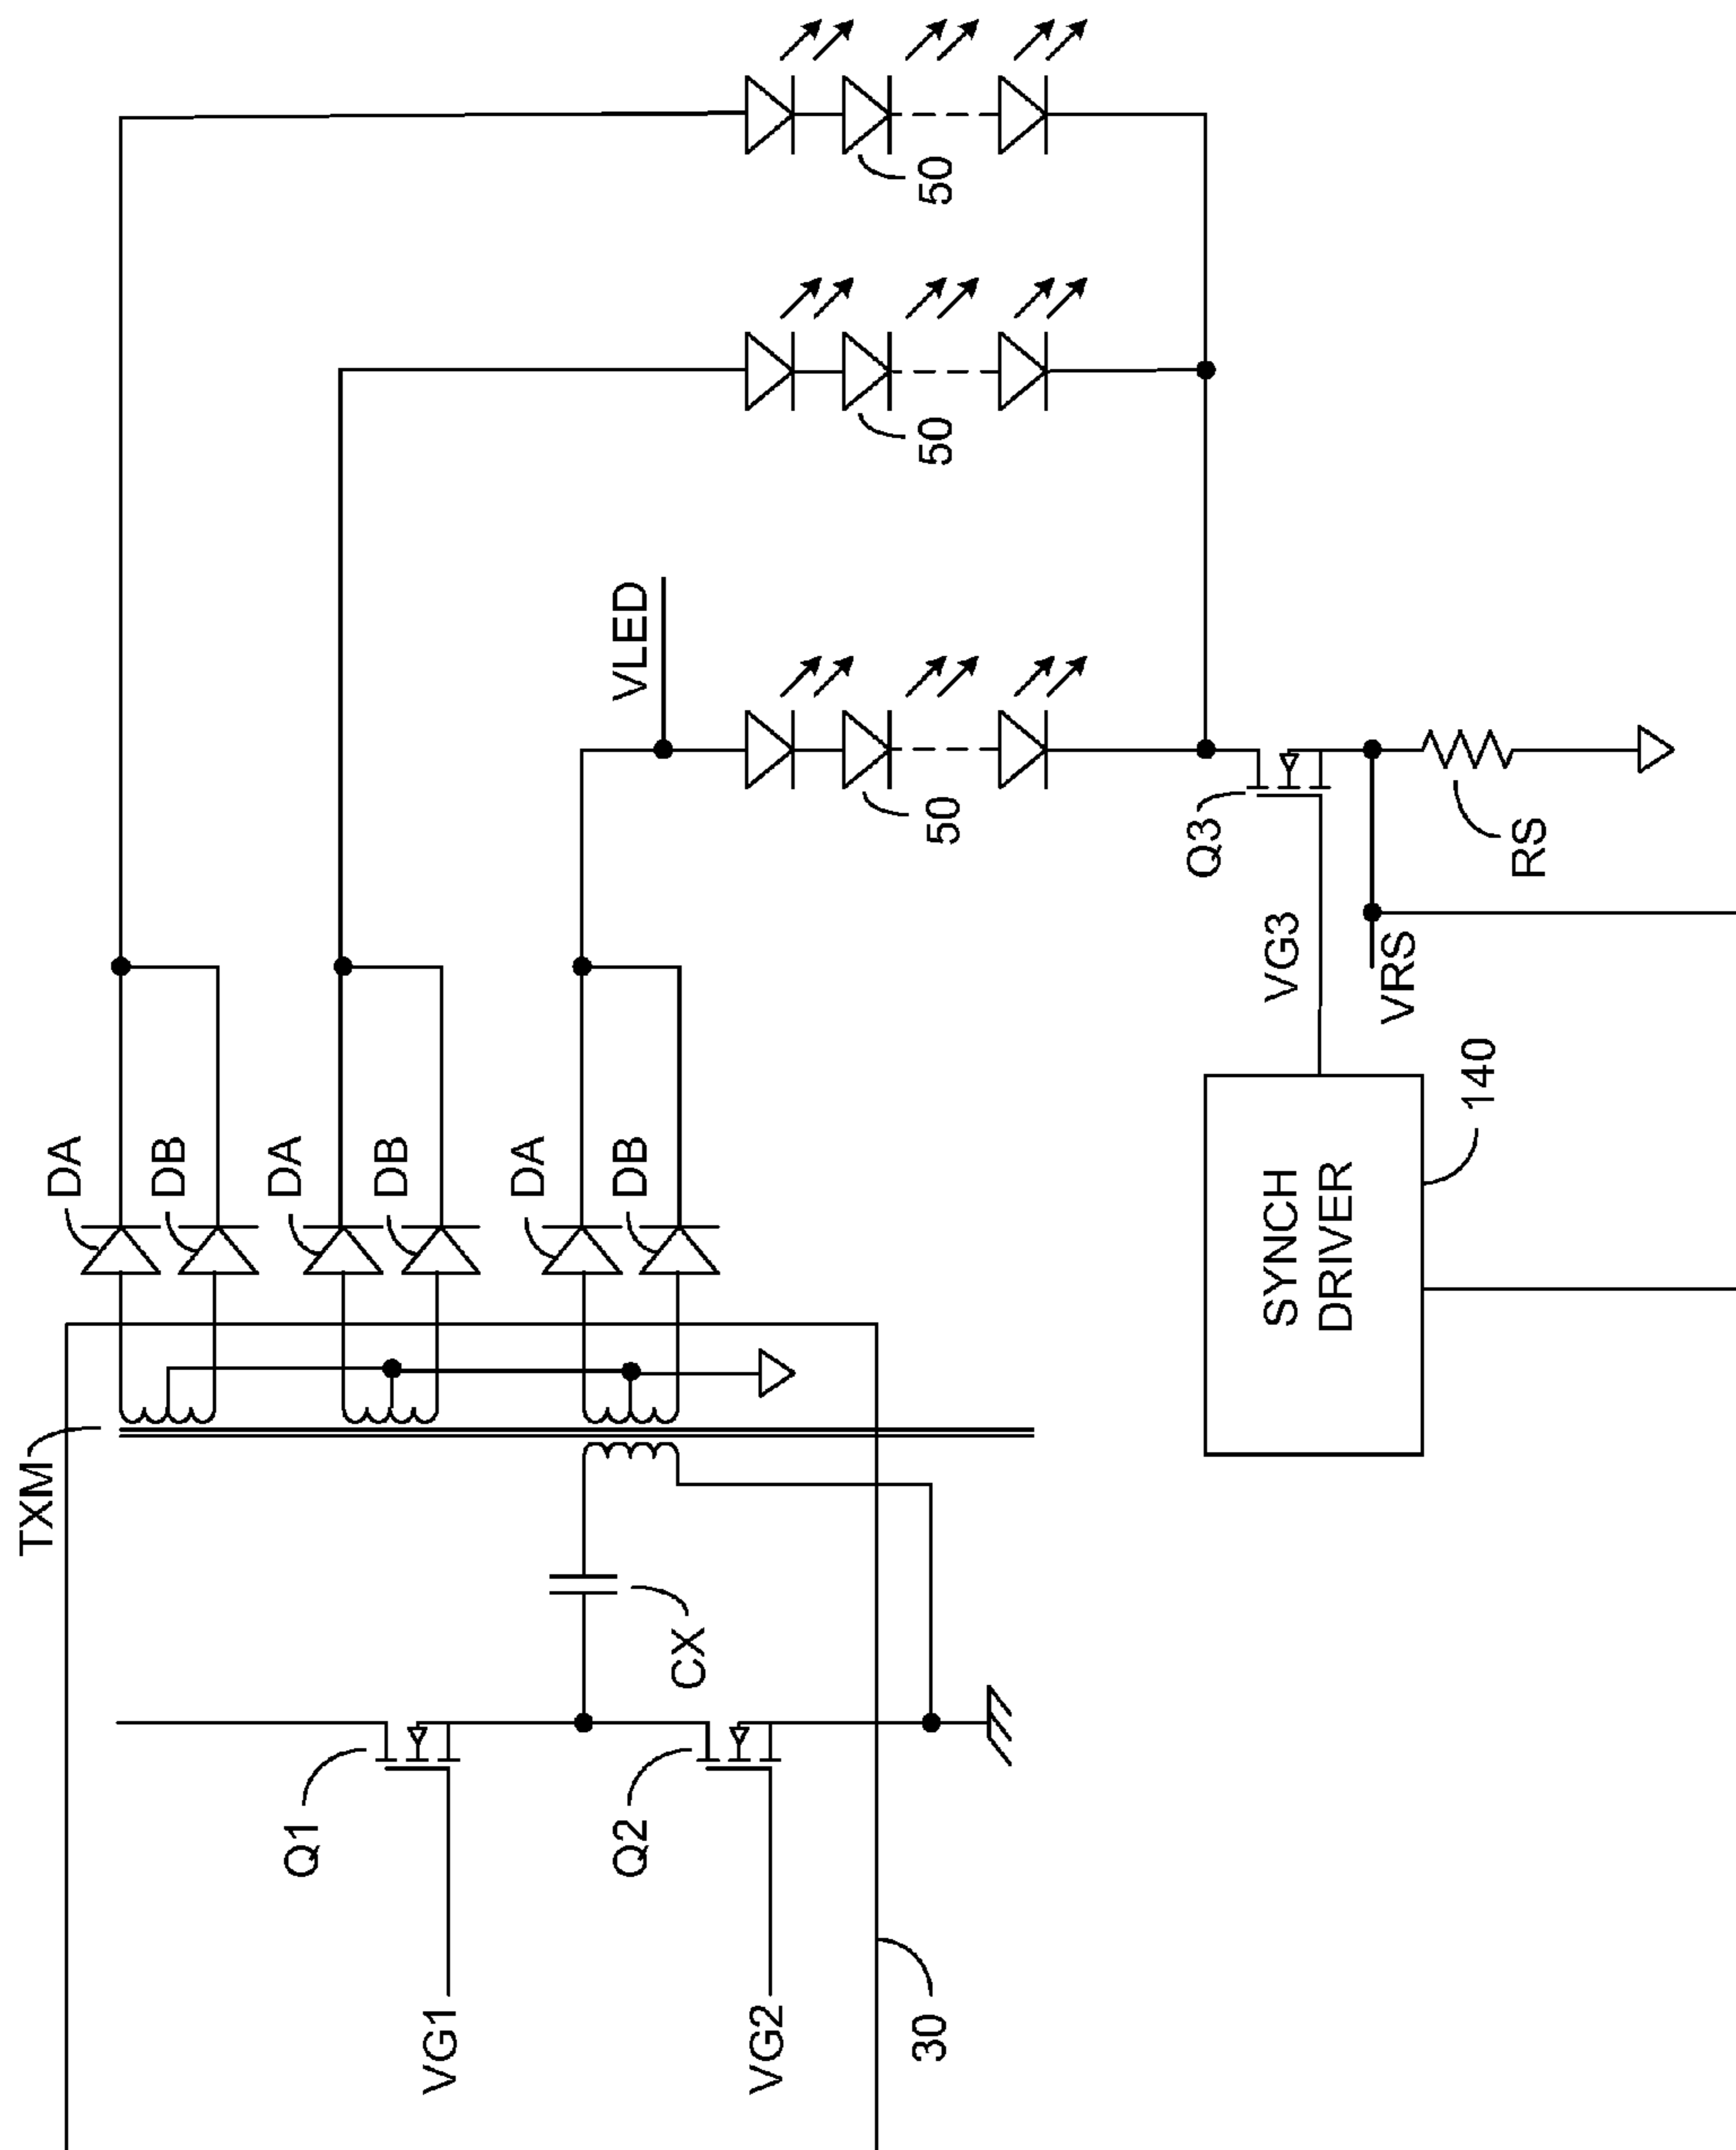 TXM
DA
DB
DA
DB
DA
DB
VLED
50
50
50
Q1
VG1
CX
Q2
VG2
30
Q3
VG3
VRS
RS
SYNCH
DRIVER
140